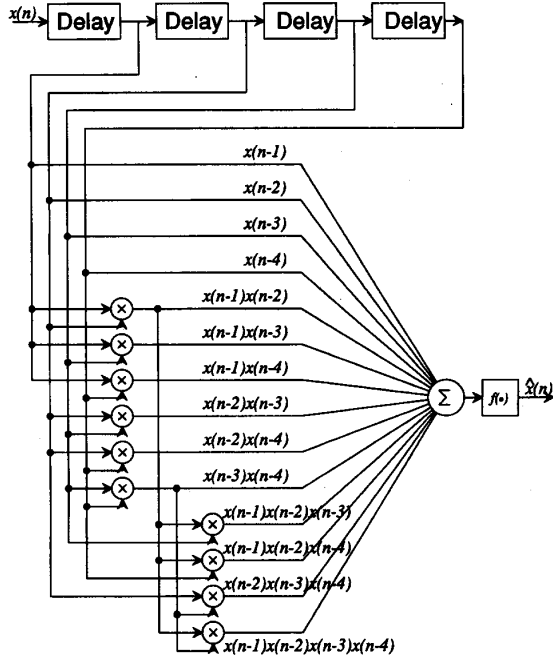 x(n) Delay Delay Delay Delay
x(n-1)
x(n-2)
x(n-3)
x(n-4)
x(n-1)x(n-2)
x(n-1)x(n-3)
x(n-1)x(n-4)
x(n-2)x(n-3)
x(n-2)x(n-4)
x(n-3)x(n-4)
Σ f(•) x̂(n)
x(n-1)x(n-2)x(n-3)
x(n-1)x(n-2)x(n-4)
x(n-2)x(n-3)x(n-4)
x(n-1)x(n-2)x(n-3)x(n-4)